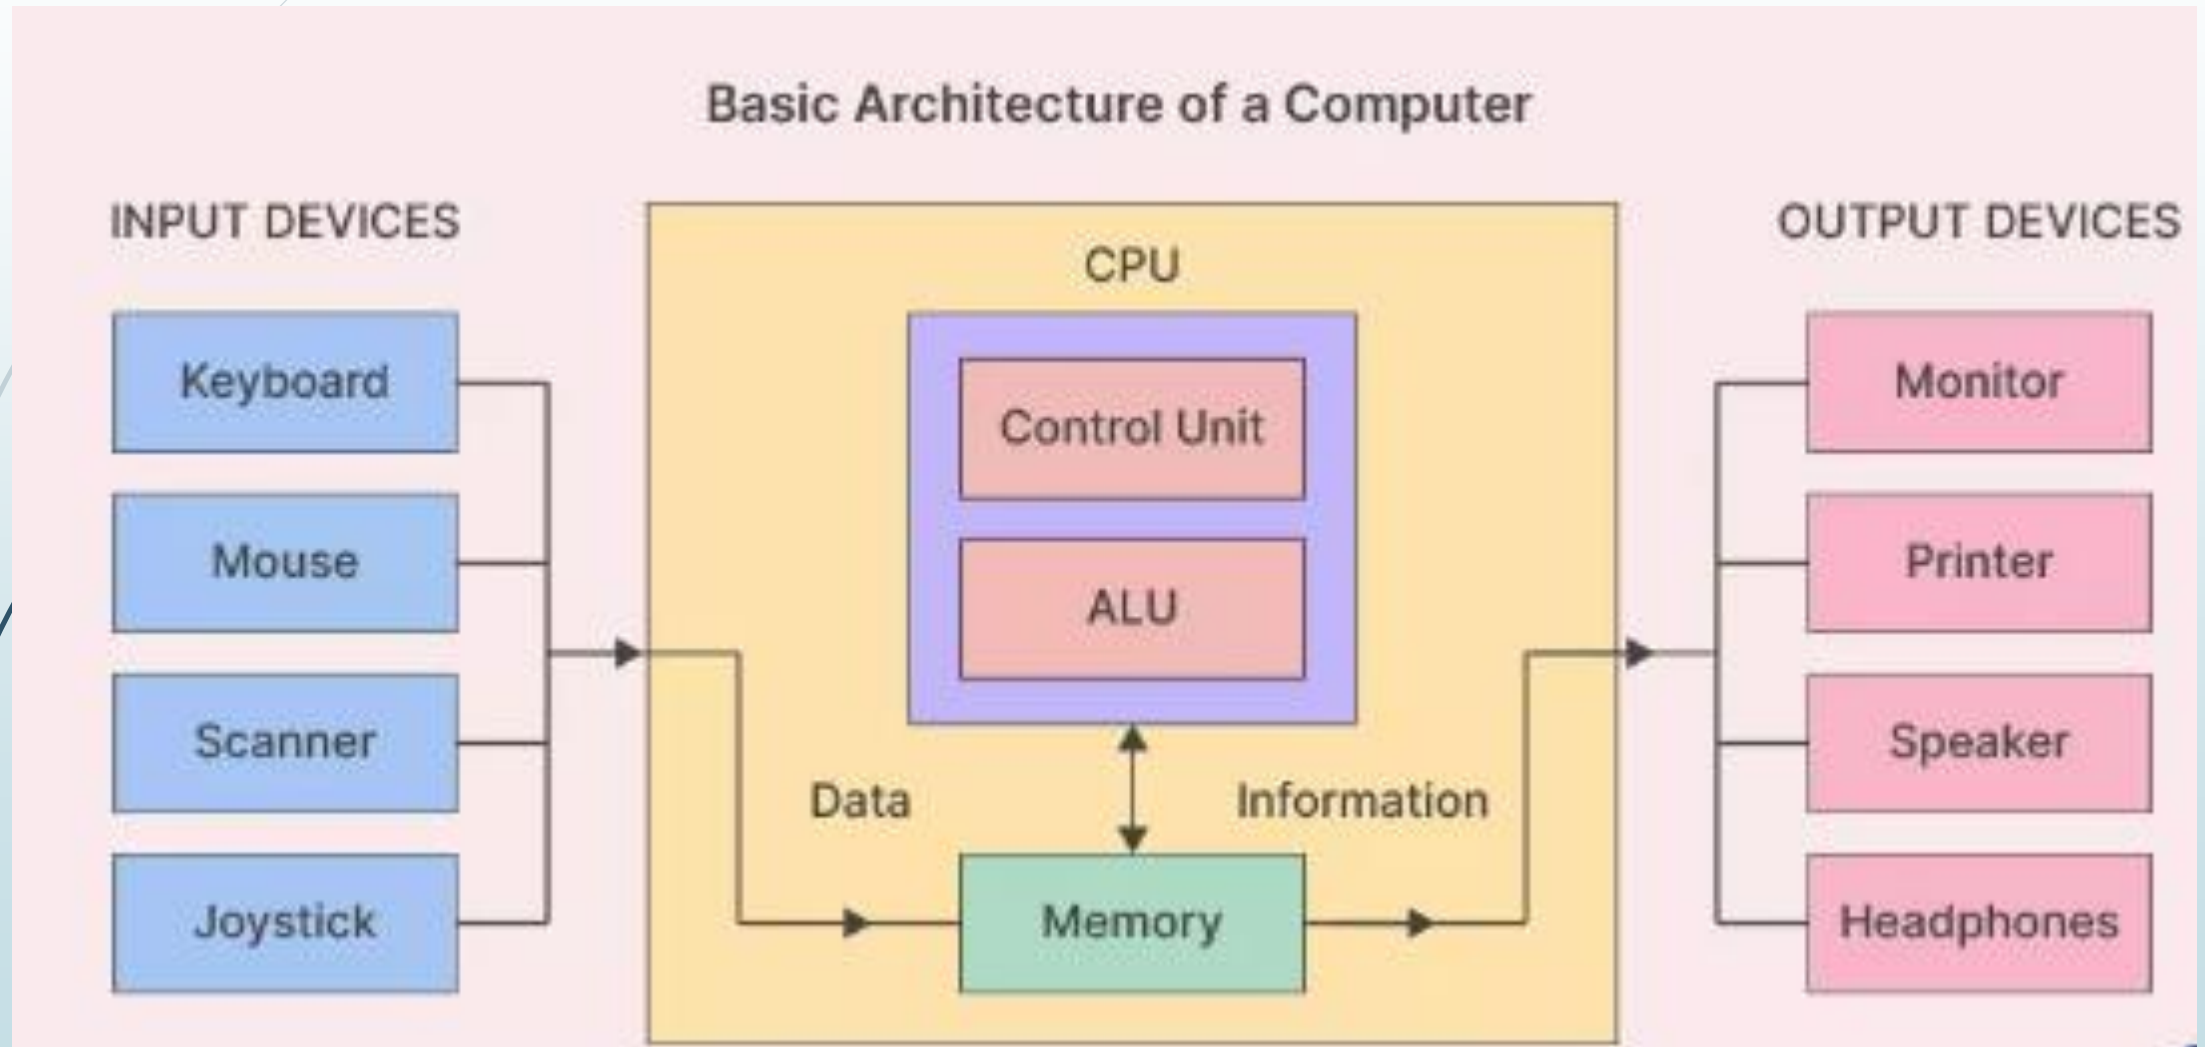 Basic Architecture of a Computer
INPUT DEVICES
Keyboard
Mouse
Scanner
Joystick
CPU
Control Unit
ALU
Data
Information
Memory
OUTPUT DEVICES
Monitor
Printer
Speaker
Headphones